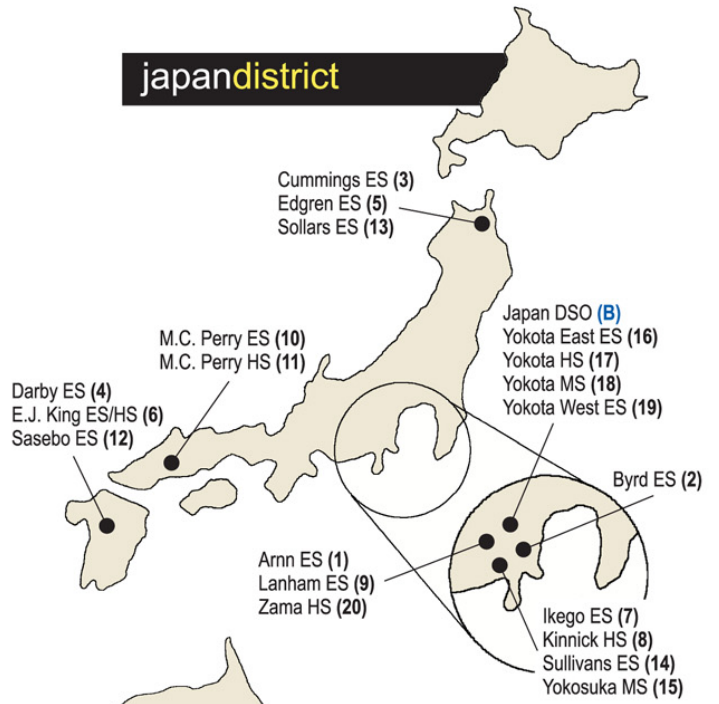 japandistrict
Cummings ES (3)
Edgren ES (5)
Sollars ES (13)
Japan DSO (B)
Yokota East ES (16)
Yokota HS (17)
Yokota MS (18)
Yokota West ES (19)
M.C. Perry ES (10)
M.C. Perry HS (11)
Darby ES (4)
E.J. King ES/HS (6)
Sasebo ES (12)
Byrd ES (2)
Arnn ES (1)
Lanham ES (9)
Zama HS (20)
Ikego ES (7)
Kinnick HS (8)
Sullivans ES (14)
Yokosuka MS (15)